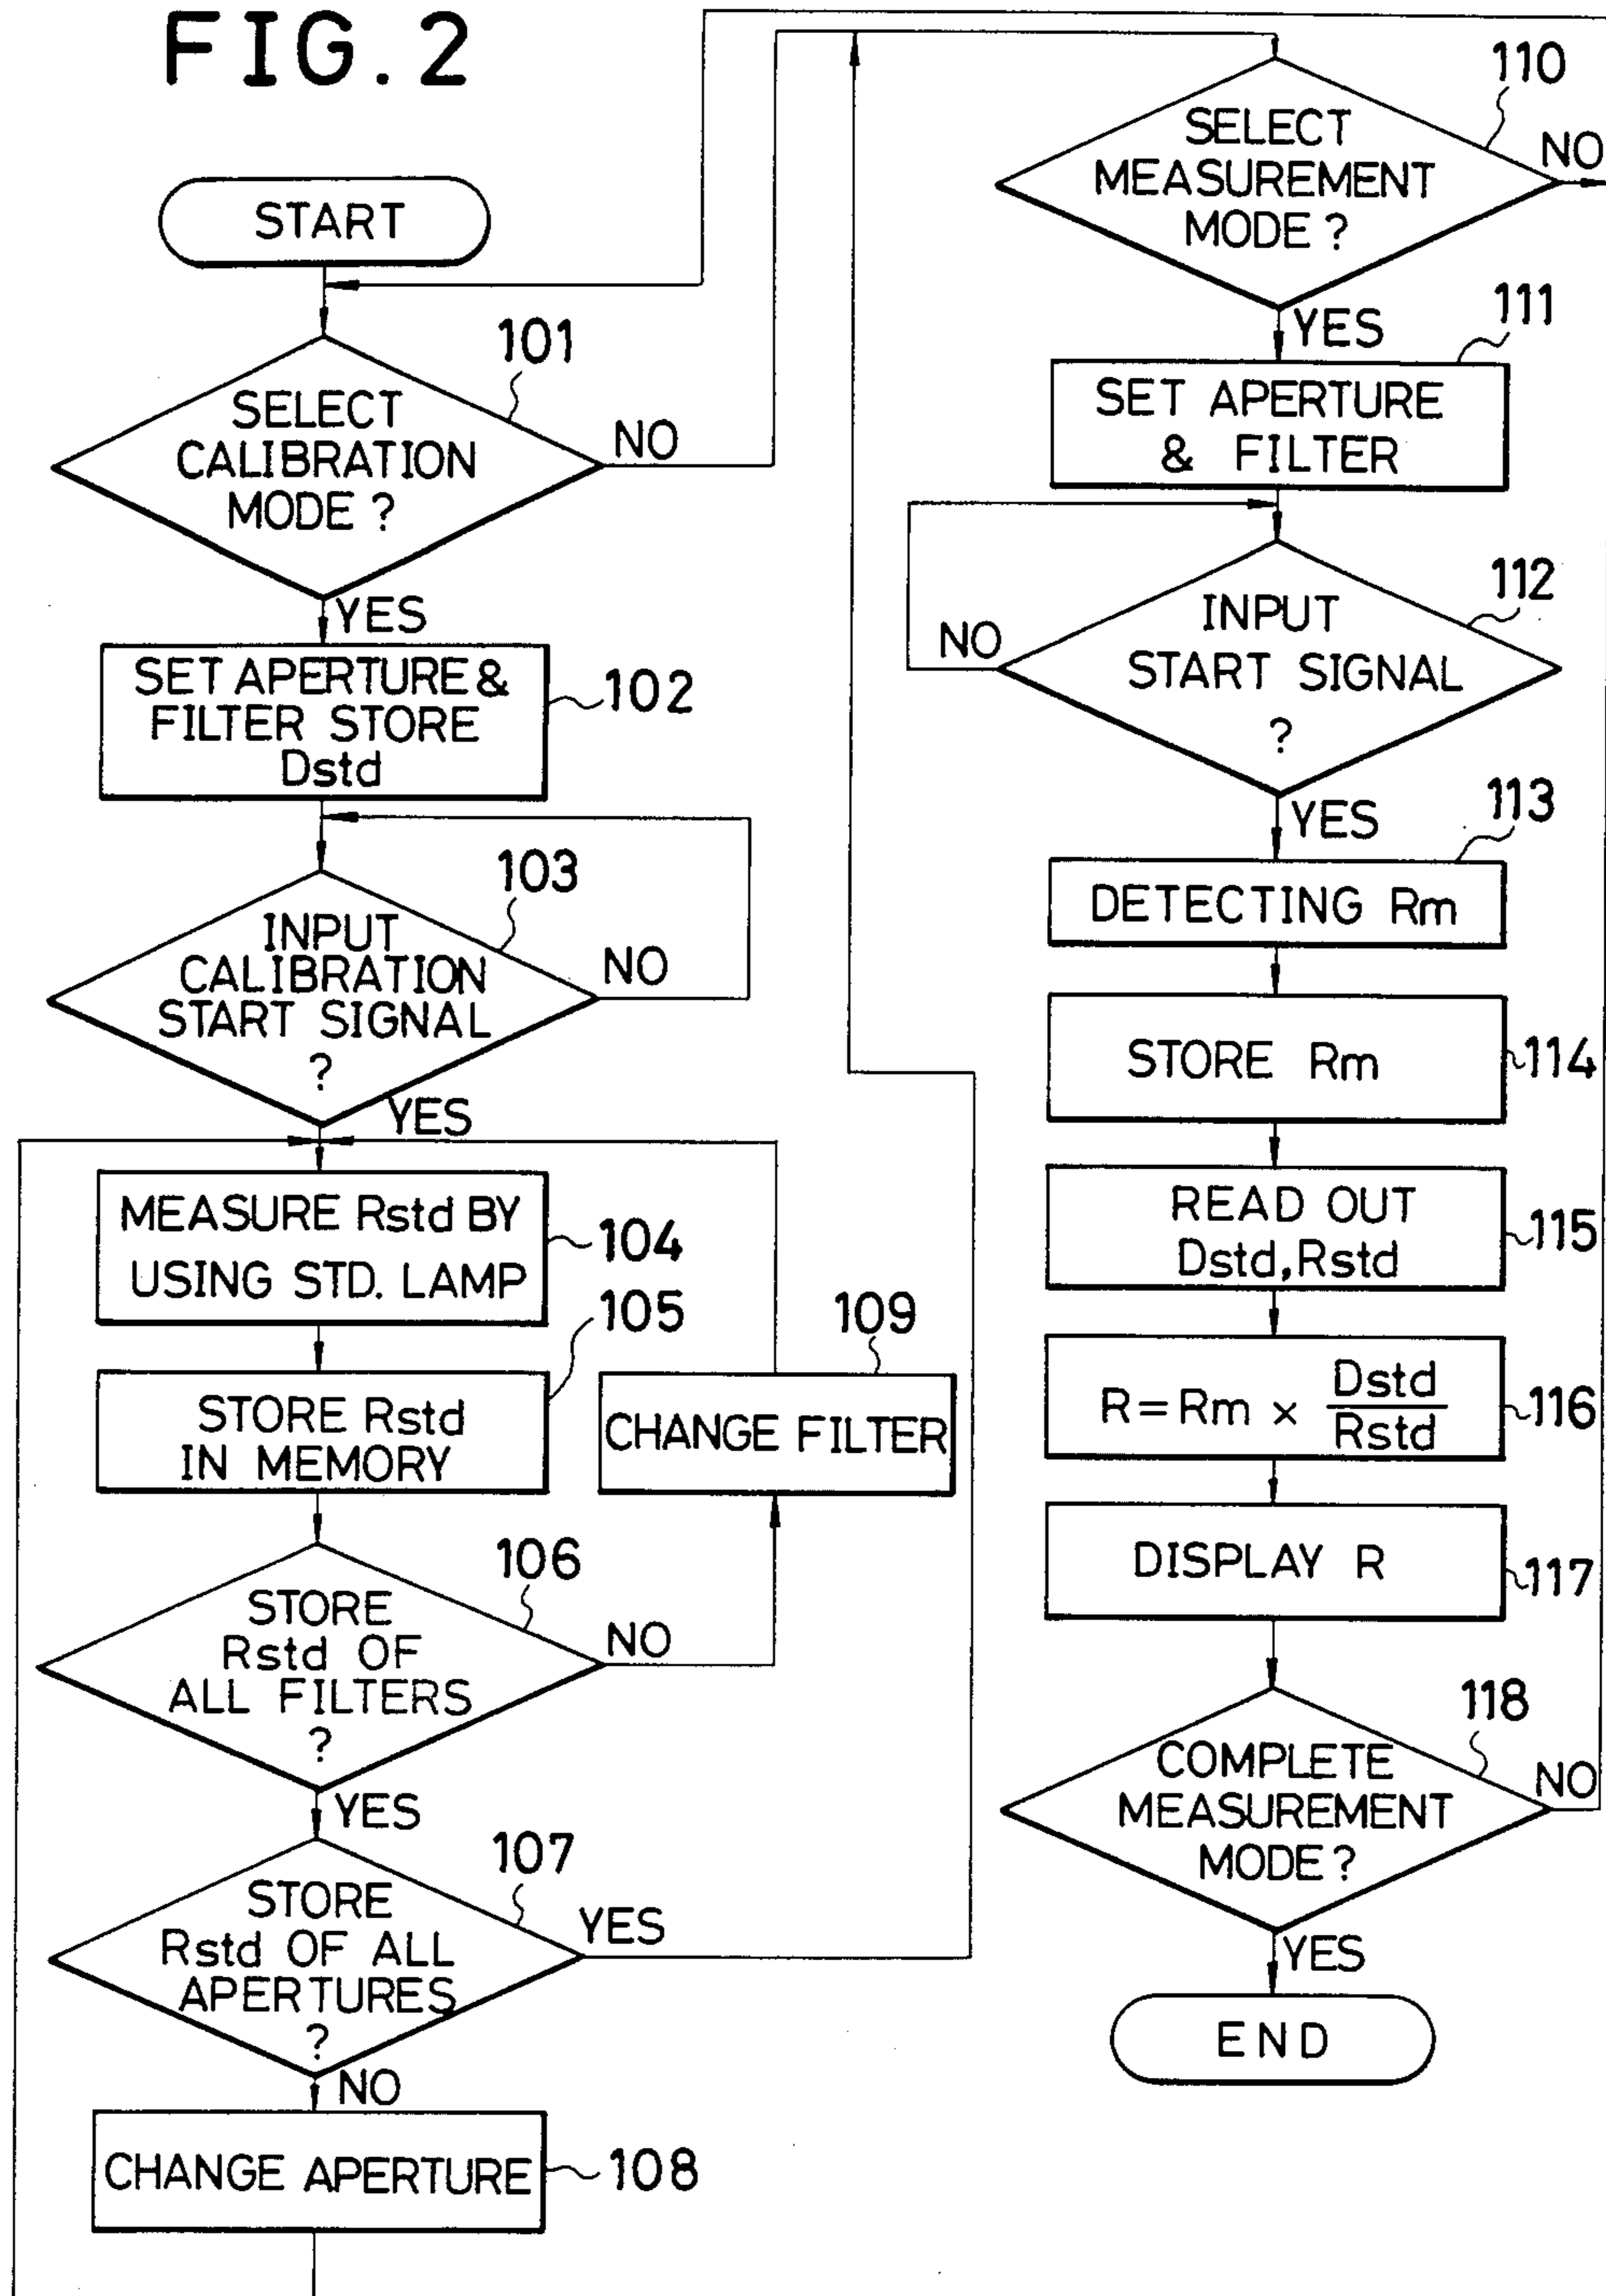 FIG. 2
START
101
SELECT
CALIBRATION
MODE ?
NO
YES
SET APERTURE &
FILTER STORE
Dstd
102
103
INPUT
CALIBRATION
START SIGNAL
?
NO
YES
MEASURE Rstd BY
USING STD. LAMP
104
105
STORE Rstd
IN MEMORY
109
CHANGE FILTER
106
STORE
Rstd OF
ALL FILTERS
?
NO
YES
107
STORE
Rstd OF ALL
APERTURES
?
YES
NO
CHANGE APERTURE
108
110
SELECT
MEASUREMENT
MODE ?
NO
YES
111
SET APERTURE
& FILTER
112
INPUT
START SIGNAL
?
NO
YES
113
DETECTING Rm
STORE Rm
114
READ OUT
Dstd, Rstd
115
R = Rm × Dstd / Rstd
116
DISPLAY R
117
118
COMPLETE
MEASUREMENT
MODE ?
NO
YES
END